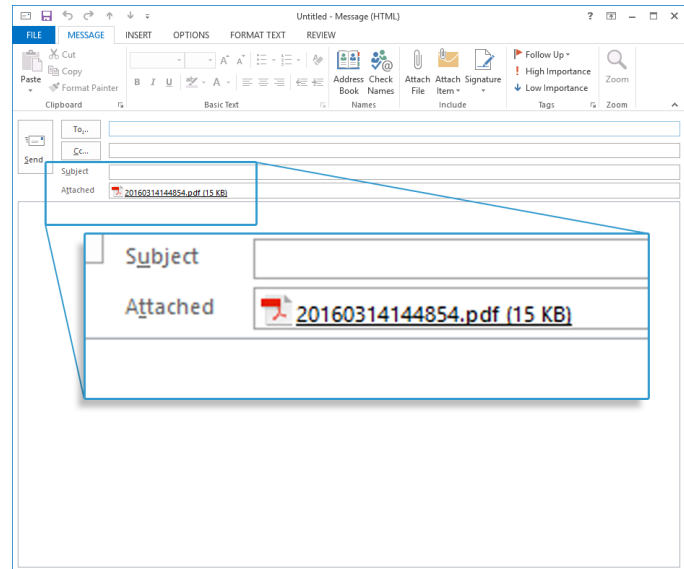 Untitled - Message (HTML)
?
FILE MESSAGE INSERT OPTIONS FORMAT TEXT REVIEW
Paste
Cut
Copy
Format Painter
Clipboard
B I U
A
Basic Text
Address Book
Check Names
Names
Attach File
Attach Item
Signature
Include
Follow Up
! High Importance
Low Importance
Tags
Zoom
Zoom
Send
To...
Cc...
Subject
Attached 20160314144854.pdf (15 KB)
Subject
Attached 20160314144854.pdf (15 KB)